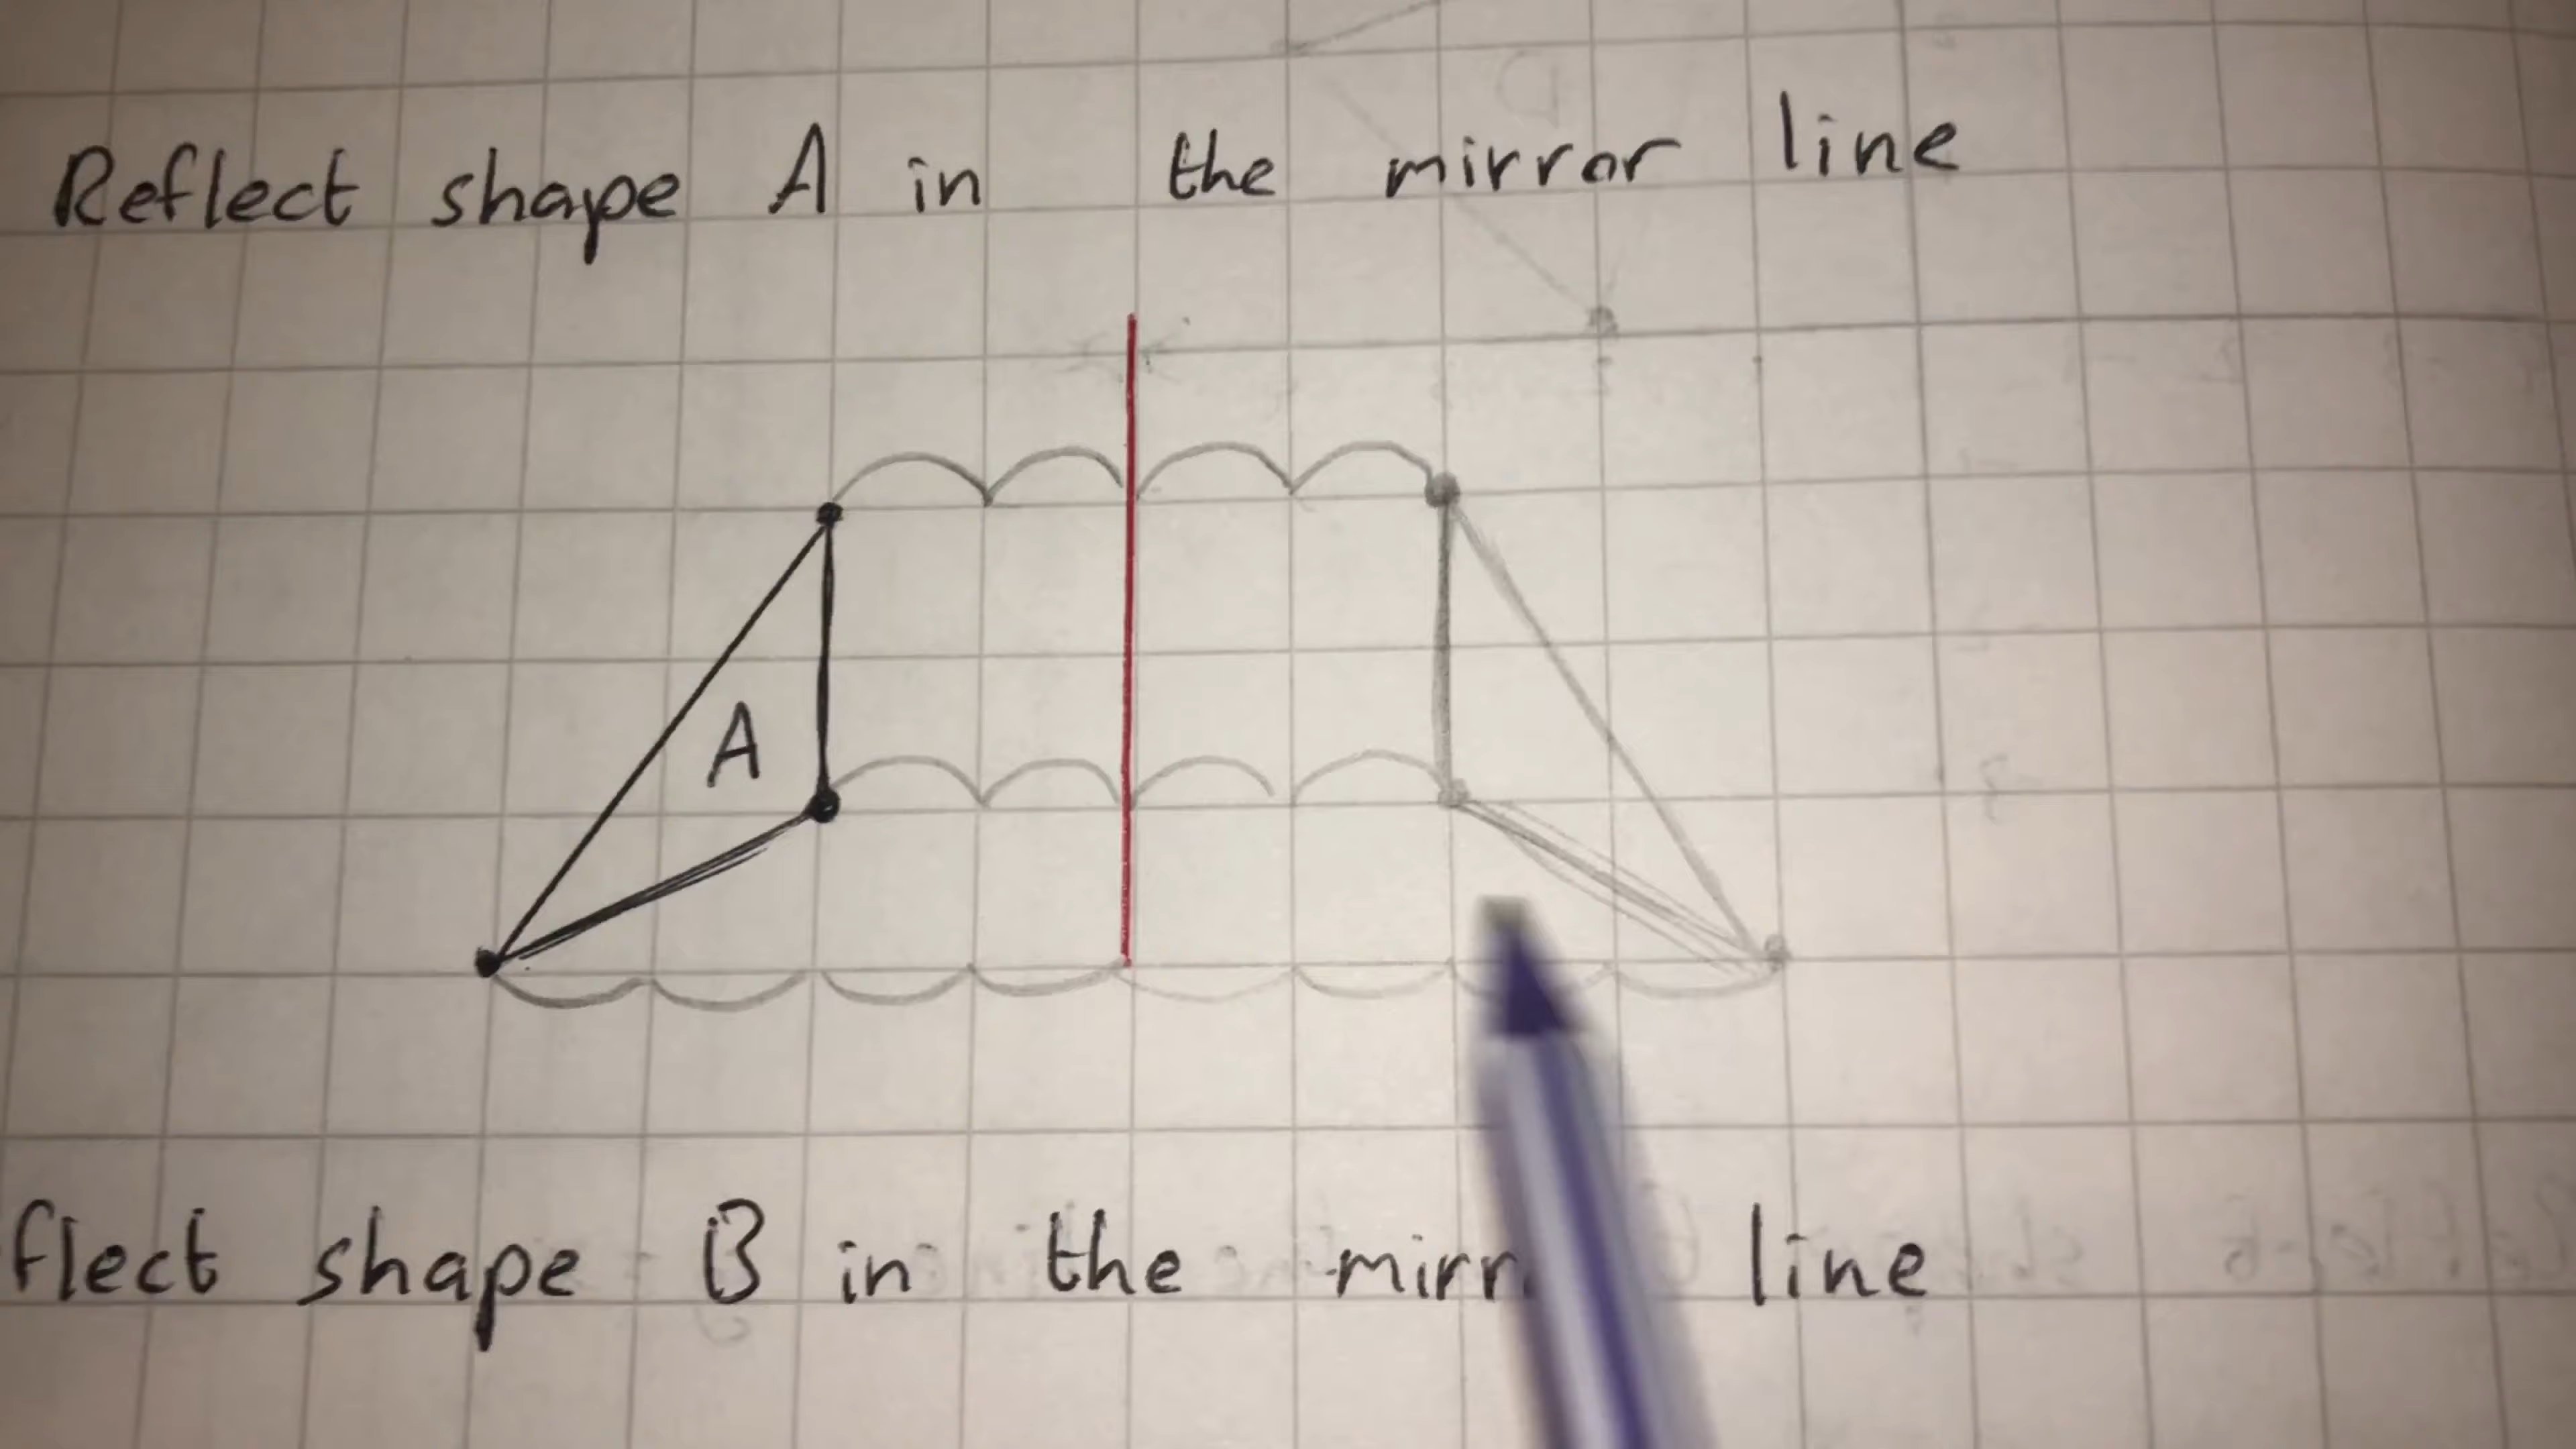 Reflect shape A in the mirror line
A
flect shape B in the mirr line